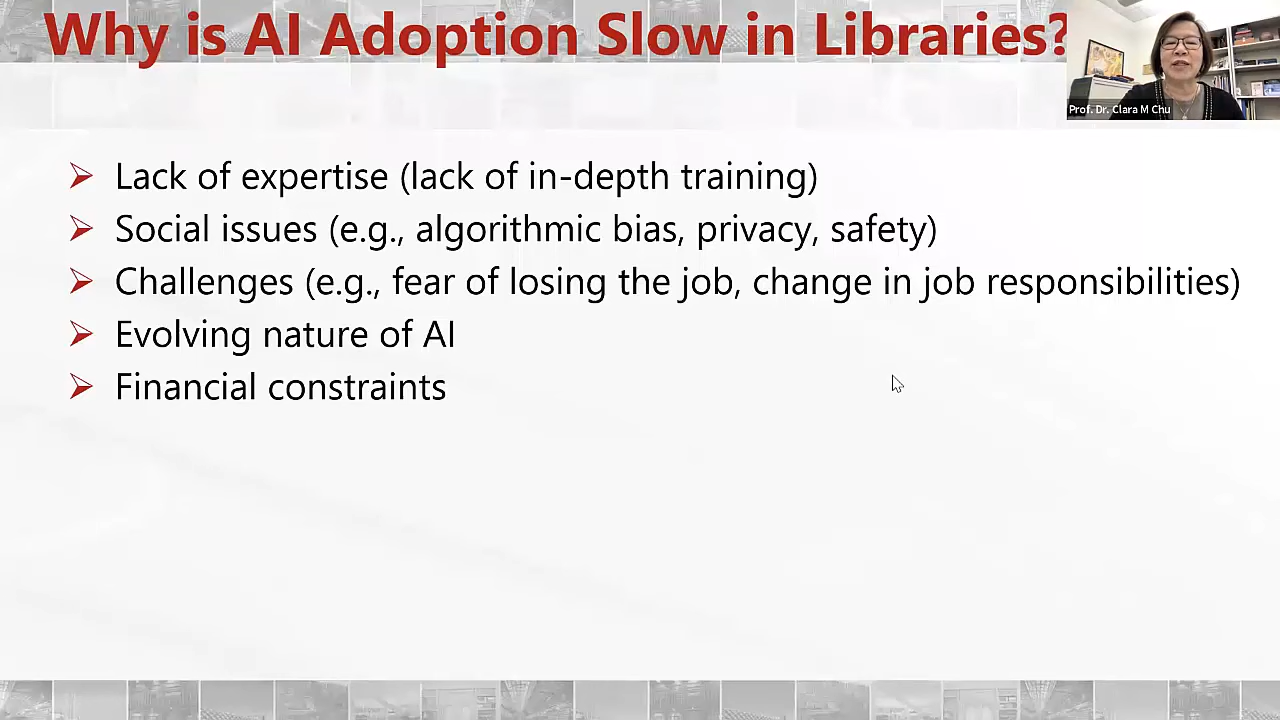 Why is AI Adoption Slow in Libraries?
Prof. Dr. Clara M Chu
Lack of expertise (lack of in-depth training)
Social issues (e.g., algorithmic bias, privacy, safety)
Challenges (e.g., fear of losing the job, change in job responsibilities)
Evolving nature of AI
Financial constraints